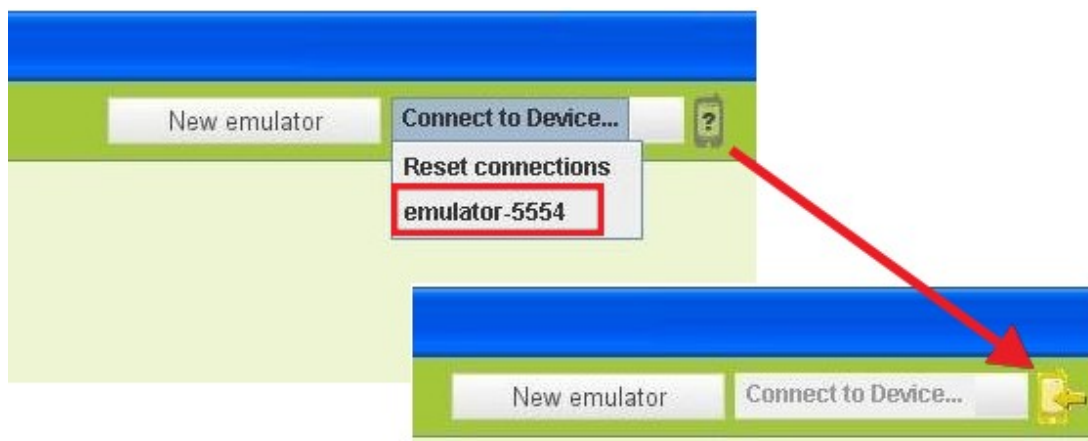 New emulator
Connect to Device...
?
Reset connections
emulator-5554
New emulator
Connect to Device...